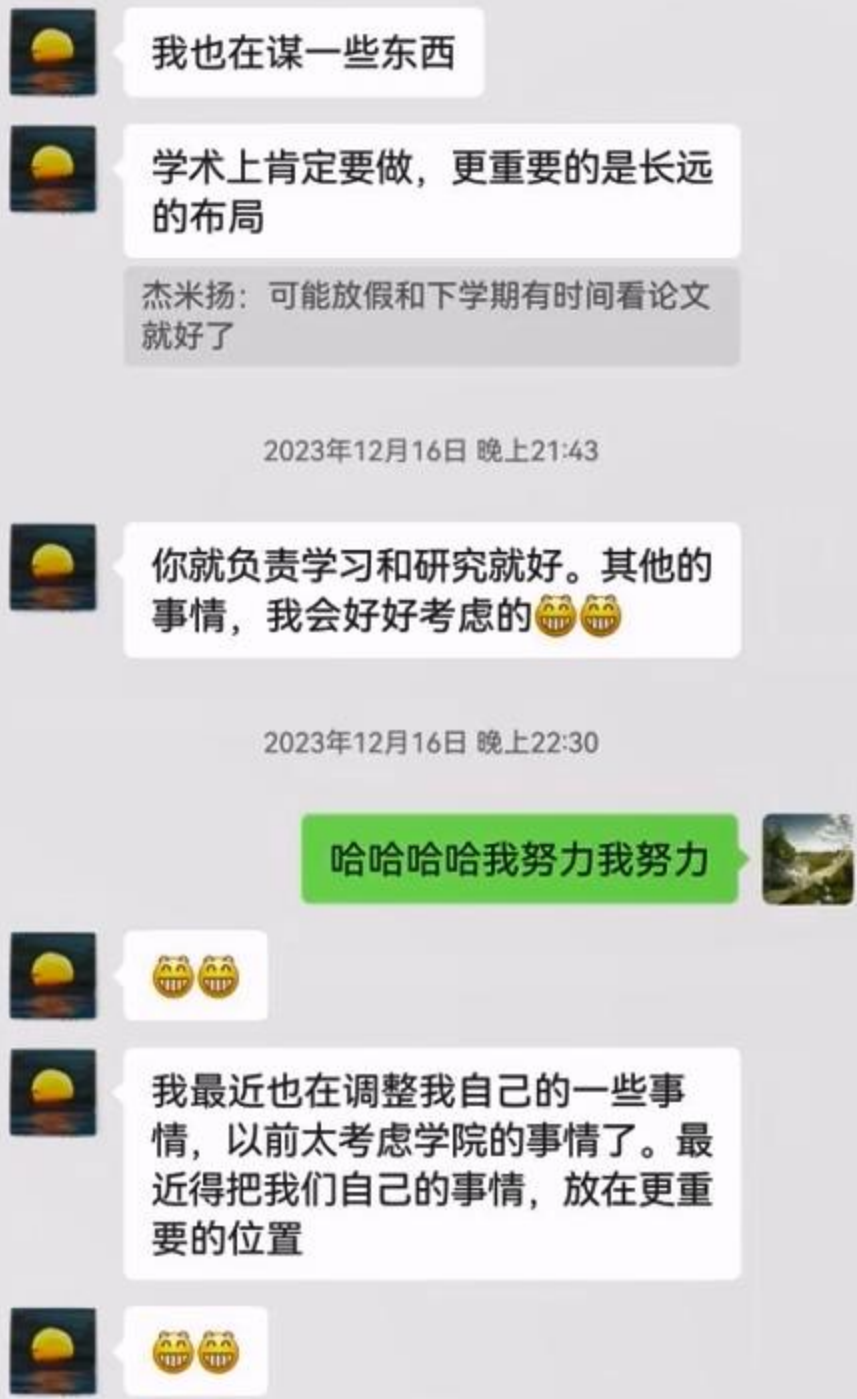 我也在谋一些东西
学术上肯定要做，更重要的是长远
的布局
杰米扬：可能放假和下学期有时间看论文
就好了
2023年12月16日 晚上21:43
你就负责学习和研究就好。其他的
事情，我会好好考虑的😁😁
2023年12月16日 晚上22:30
哈哈哈哈我努力我努力
😁😁
我最近也在调整我自己的一些事
情，以前太考虑学院的事情了。最
近得把我们自己的事情，放在更重
要的位置
😁😁